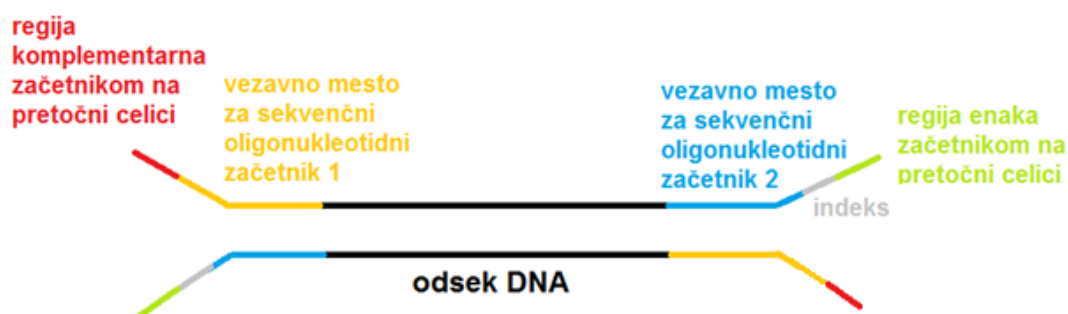 regija
komplementarna
začetnikom na
pretočni celici
vezavno mesto
za sekvenčni
oligonukleotidni
začetnik 1
vezavno mesto
za sekvenčni
oligonukleotidni
začetnik 2
regija enaka
začetnikom na
pretočni celici
indeks
odsek DNA